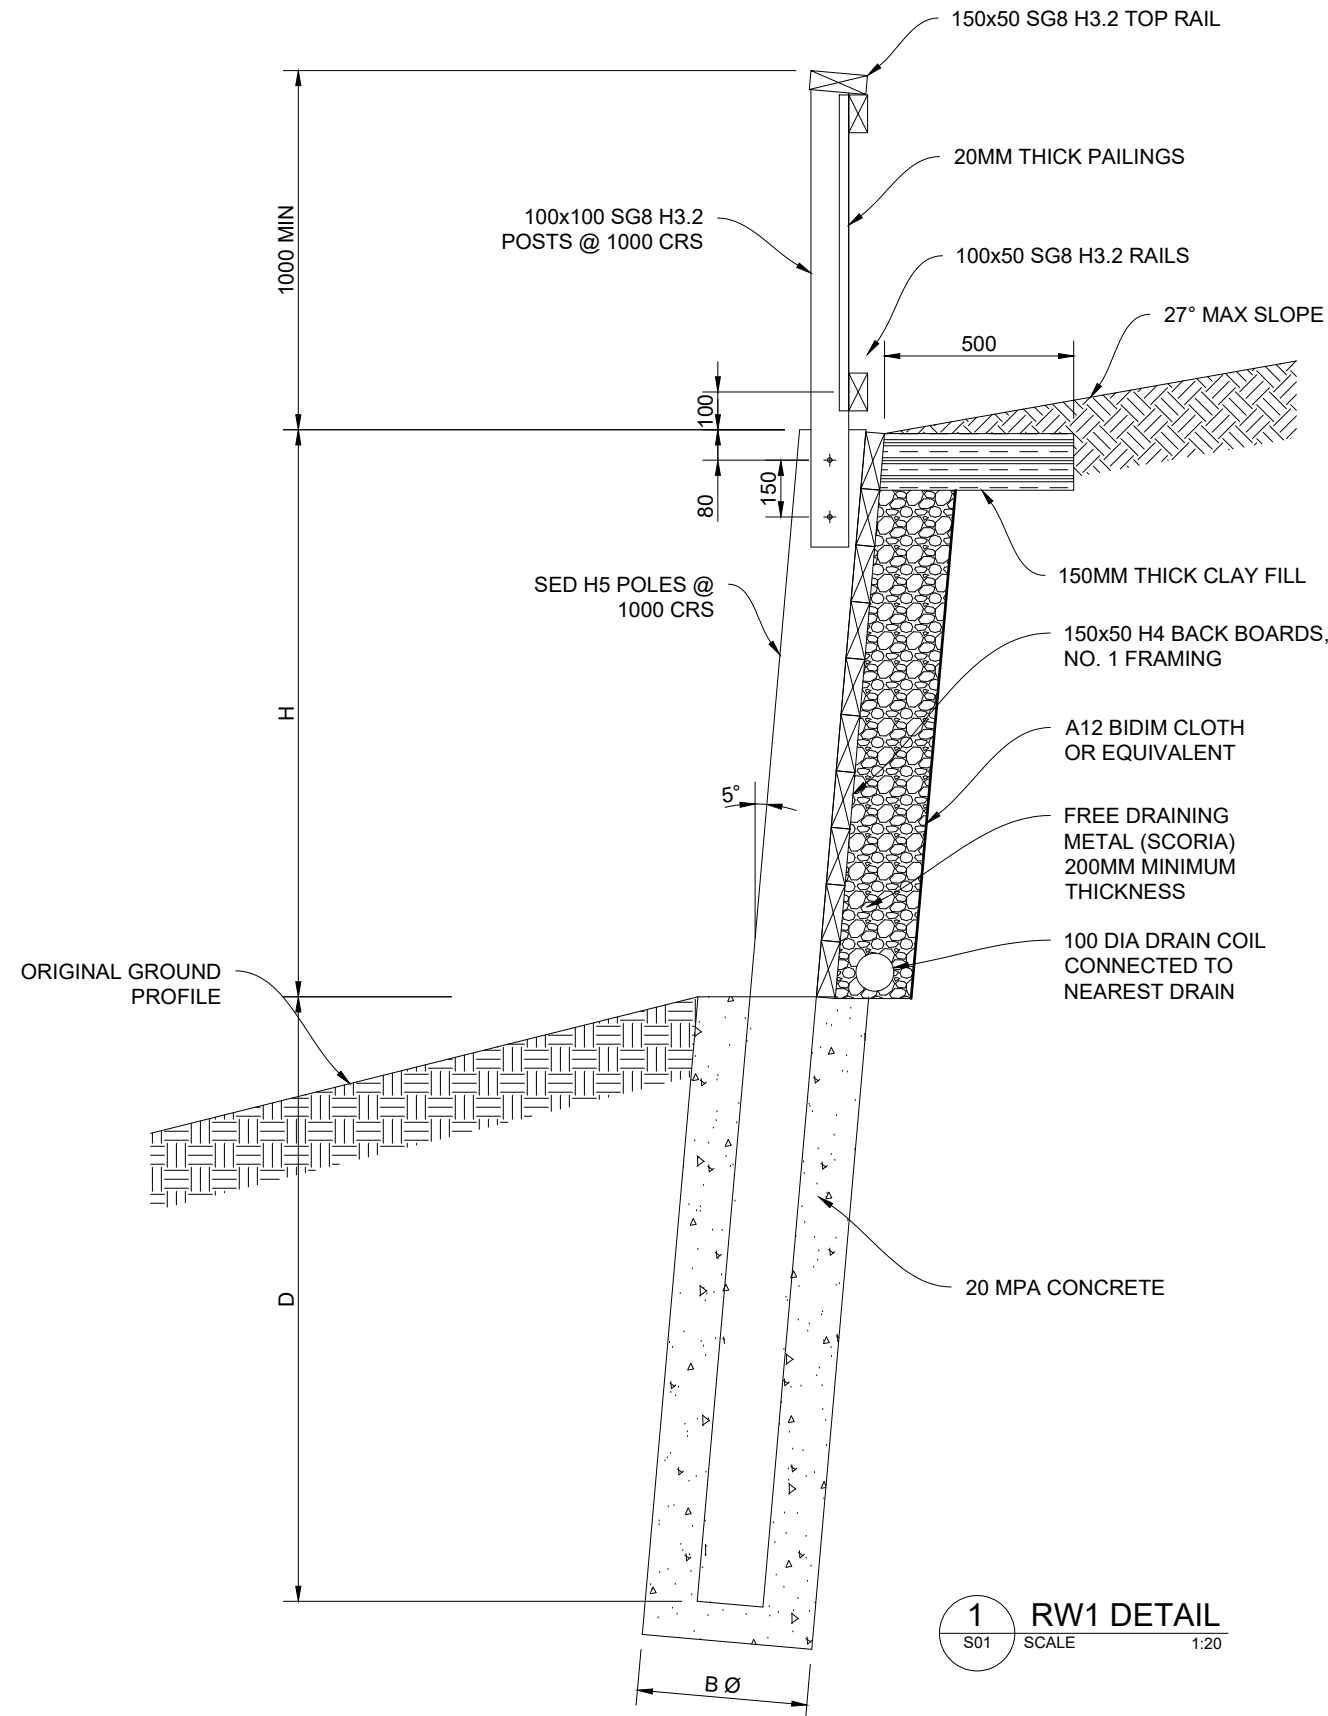 150x50 SG8 H3.2 TOP RAIL
20MM THICK PAILINGS
1000 MIN
100x100 SG8 H3.2
POSTS @ 1000 CRS
100x50 SG8 H3.2 RAILS
27° MAX SLOPE
500
100
80
150
150MM THICK CLAY FILL
SED H5 POLES @
1000 CRS
150x50 H4 BACK BOARDS,
NO. 1 FRAMING
H
A12 BIDIM CLOTH
OR EQUIVALENT
5°
FREE DRAINING
METAL (SCORIA)
200MM MINIMUM
THICKNESS
100 DIA DRAIN COIL
CONNECTED TO
NEAREST DRAIN
ORIGINAL GROUND
PROFILE
20 MPA CONCRETE
D
1
S01
RW1 DETAIL
SCALE 1:20
B Ø